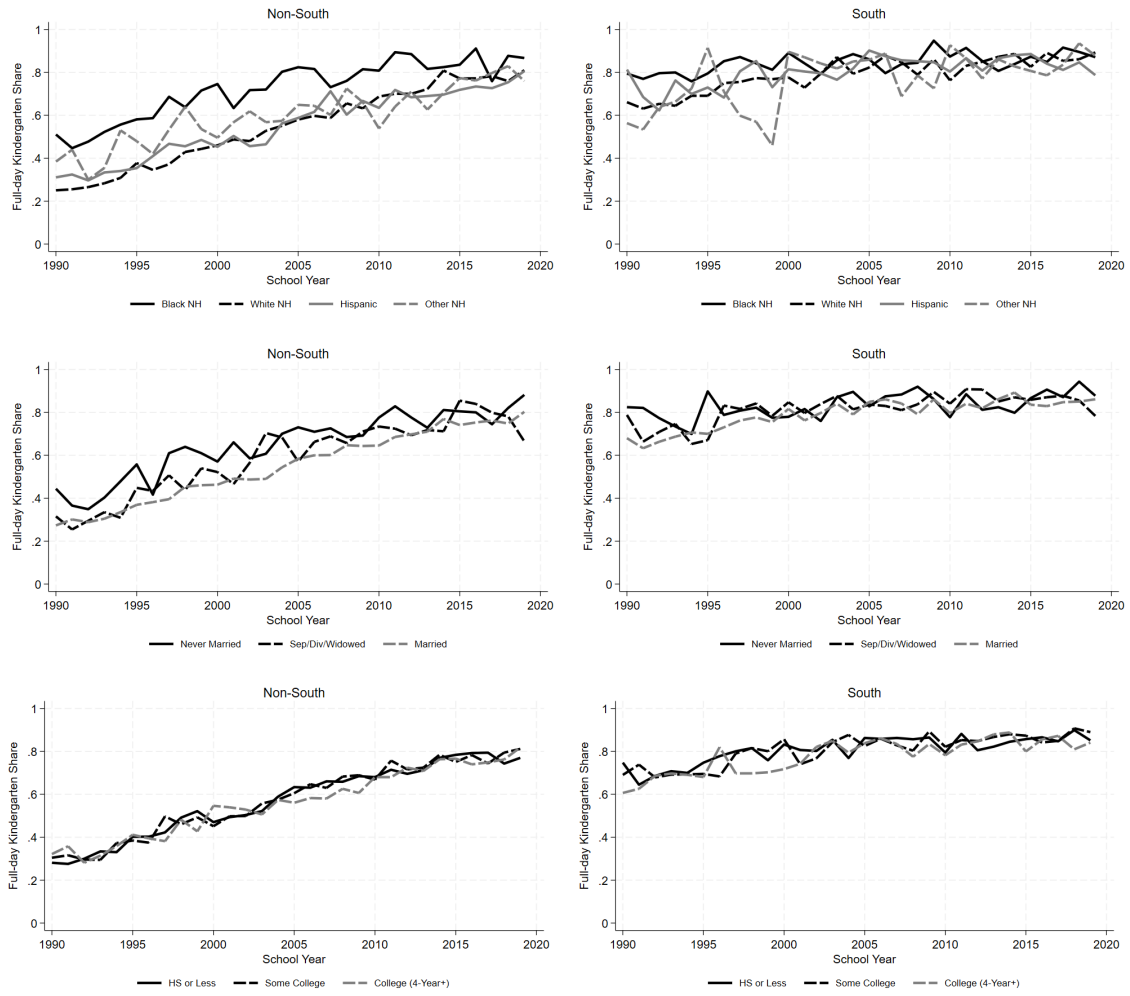 Non-South
Full-day Kindergarten Share
1
.8
.6
.4
.2
0
1990 1995 2000 2005 2010 2015 2020
School Year
Black NH White NH Hispanic Other NH
South
Full-day Kindergarten Share
1
.8
.6
.4
.2
0
1990 1995 2000 2005 2010 2015 2020
School Year
Black NH White NH Hispanic Other NH
Non-South
Full-day Kindergarten Share
1
.8
.6
.4
.2
0
1990 1995 2000 2005 2010 2015 2020
School Year
Never Married Sep/Div/Widowed Married
South
Full-day Kindergarten Share
1
.8
.6
.4
.2
0
1990 1995 2000 2005 2010 2015 2020
School Year
Never Married Sep/Div/Widowed Married
Non-South
Full-day Kindergarten Share
1
.8
.6
.4
.2
0
1990 1995 2000 2005 2010 2015 2020
School Year
HS or Less Some College College (4-Year+)
South
Full-day Kindergarten Share
1
.8
.6
.4
.2
0
1990 1995 2000 2005 2010 2015 2020
School Year
HS or Less Some College College (4-Year+)